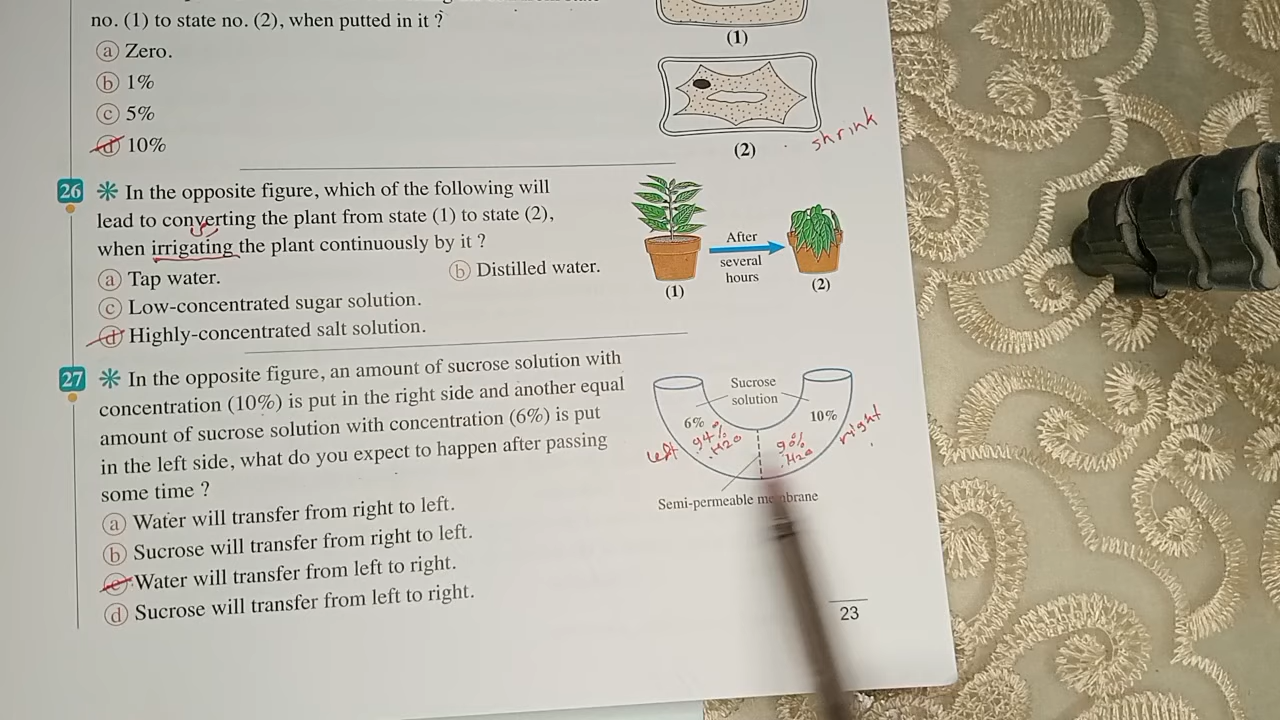 no. (1) to state no. (2), when putted in it ?
a Zero.
b 1%
c 5%
d 10%
(1)
(2)
shrink
26 In the opposite figure, which of the following will
lead to converting the plant from state (1) to state (2),
when irrigating the plant continuously by it ?
a Tap water.
b Distilled water.
c Low-concentrated sugar solution.
d Highly-concentrated salt solution.
After
several
hours
(1)
(2)
27 In the opposite figure, an amount of sucrose solution with
concentration (10%) is put in the right side and another equal
amount of sucrose solution with concentration (6%) is put
in the left side, what do you expect to happen after passing
some time ?
a Water will transfer from right to left.
b Sucrose will transfer from right to left.
c Water will transfer from left to right.
d Sucrose will transfer from left to right.
Sucrose
solution
6%
10%
left
94%
H2O
90%
H2O
right
Semi-permeable membrane
23